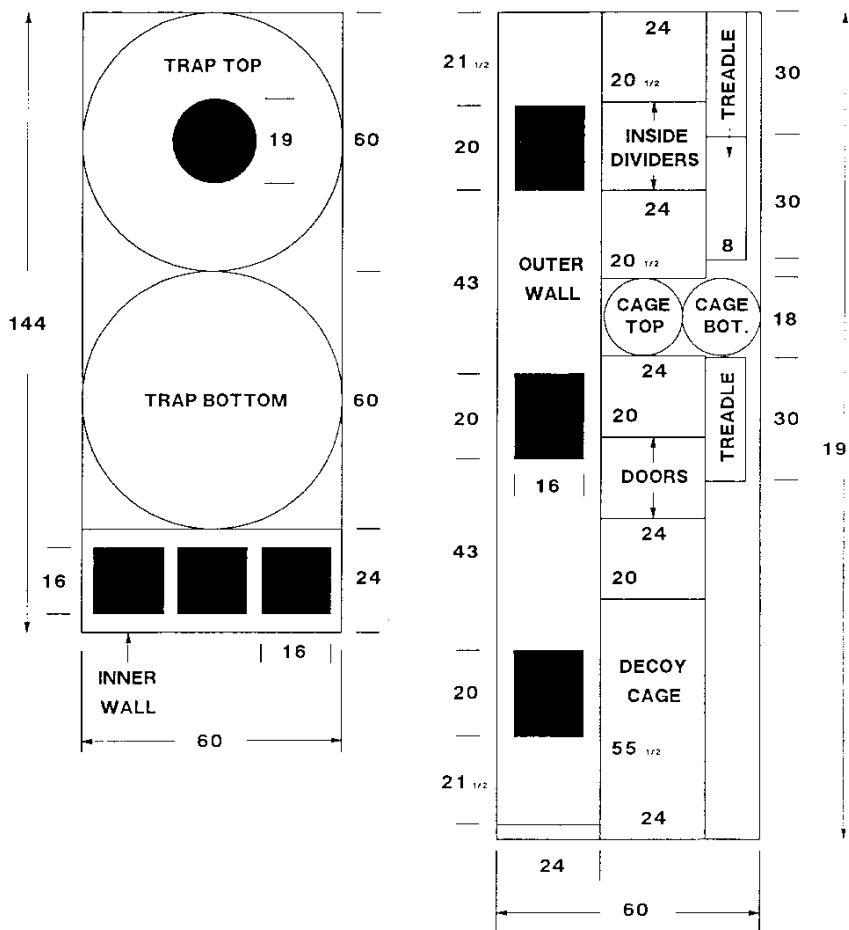 TRAP TOP
19
60
144
TRAP BOTTOM
60
16
24
16
INNER
WALL
60
21 1/2
20
43
20
43
20
21 1/2
OUTER
WALL
16
24
24
20 1/2
INSIDE
DIVIDERS
24
20 1/2
CAGE
TOP
CAGE
BOT.
24
20
DOORS
24
20
DECOY
CAGE
55 1/2
24
TREADLE
8
TREADLE
30
30
18
30
19
60